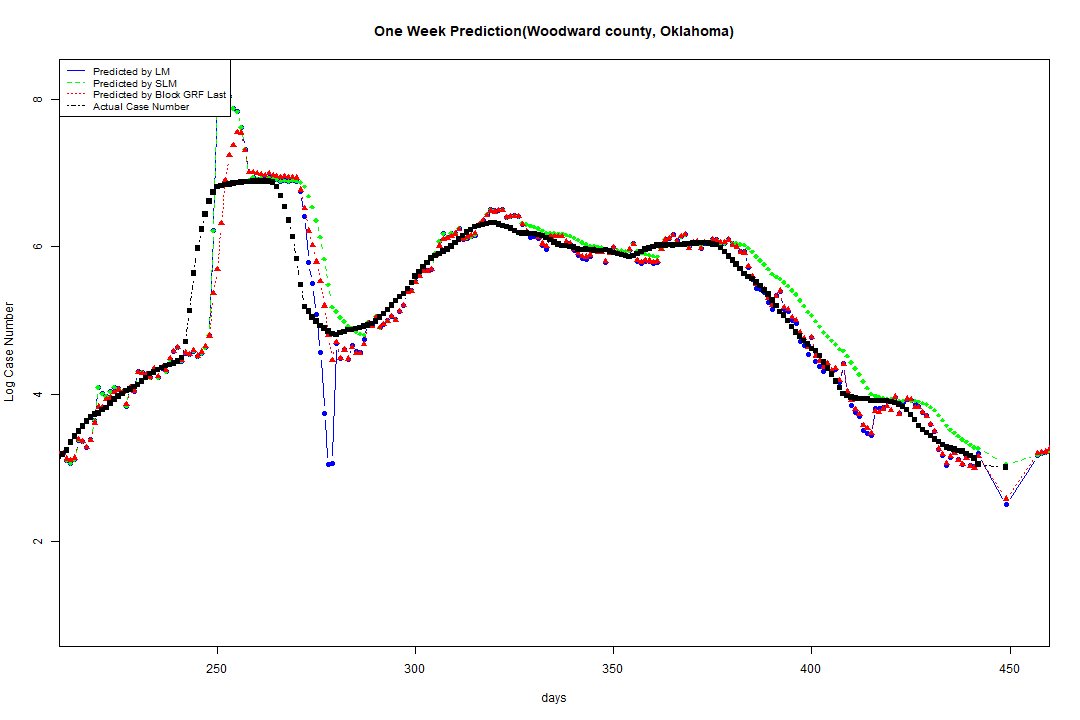 One Week Prediction(Woodward county, Oklahoma)
Predicted by LM
Predicted by SLM
Predicted by Block GRF Last
Actual Case Number
8
6
4
2
Log Case Number
250 300 350 400 450
days